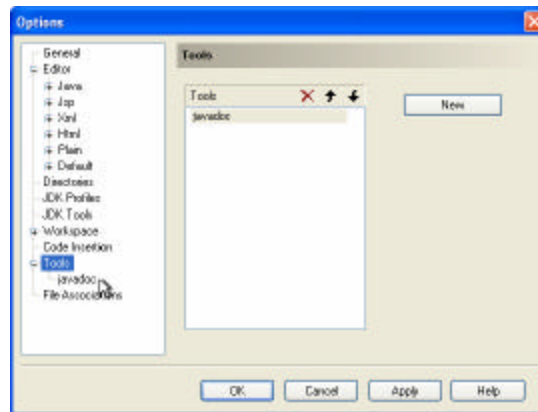 Options
General
Editor
Java
Jsp
Xml
Html
Plain
Default
Directories
JDK Profiles
JDK Tools
Workspace
Code Insertion
Tools
javadoc
File Associations
Tools
Tools
javadoc
New
OK
Cancel
Apply
Help